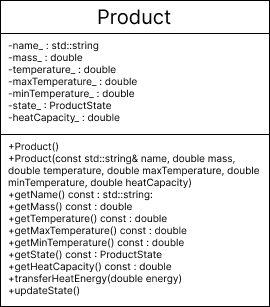 Product
-name_ : std::string
-mass_ : double
-temperature_ : double
-maxTemperature_ : double
-minTemperature_ : double
-state_ : ProductState
-heatCapacity_ : double
+Product()
+Product(const std::string& name, double mass,
double temperature, double maxTemperature, double
minTemperature, double heatCapacity)
+getName() const : std::string:
+getMass() const : double
+getTemperature() const : double
+getMaxTemperature() const : double
+getMinTemperature() const : double
+getState() const : ProductState
+getHeatCapacity() const : double
+transferHeatEnergy(double energy)
+updateState()